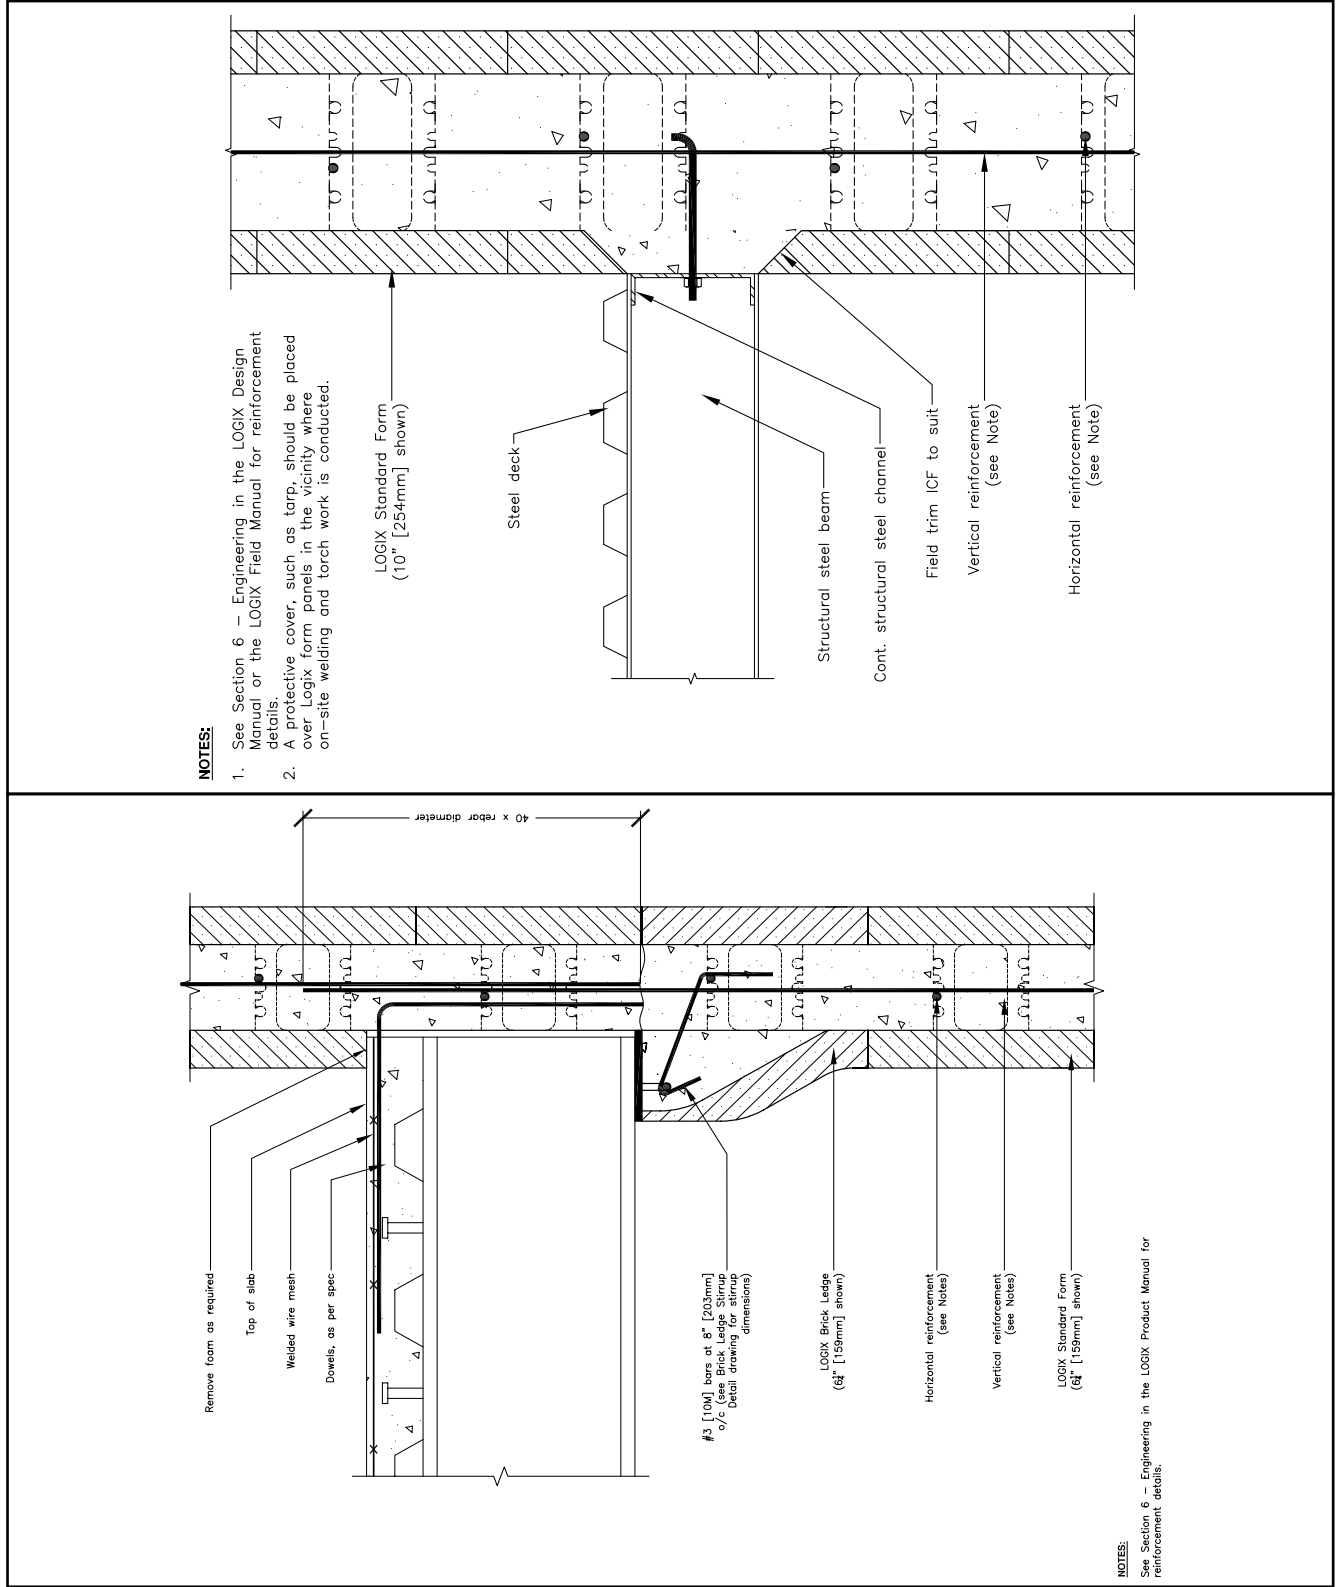 NOTES:
1. See Section 6 – Engineering in the LOGIX Design
Manual or the LOGIX Field Manual for reinforcement
details.
2. A protective cover, such as tarp, should be placed
over Logix form panels in the vicinity where
on–site welding and torch work is conducted.
LOGIX Standard Form
(10" [254mm] shown)
Steel deck
Structural steel beam
Cont. structural steel channel
Field trim ICF to suit
Vertical reinforcement
(see Note)
Horizontal reinforcement
(see Note)
40 x rebar diameter
Remove foam as required
Top of slab
Welded wire mesh
Dowels, as per spec
#3 [10M] bars at 8" [203mm]
o/c (see Brick Ledge Stirrup
Detail drawing for stirrup
dimensions)
LOGIX Brick Ledge
(6¼" [159mm] shown)
Horizontal reinforcement
(see Notes)
Vertical reinforcement
(see Notes)
LOGIX Standard Form
(6¼" [159mm] shown)
NOTES:
See Section 6 – Engineering in the LOGIX Product Manual for
reinforcement details.